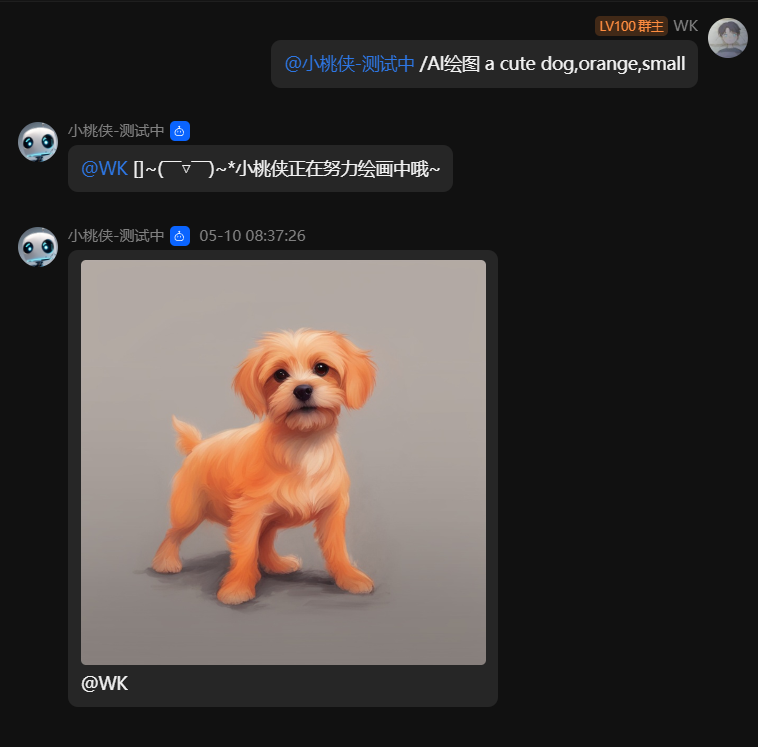 LV100 群主 WK
@小桃侠-测试中 /AI绘图 a cute dog,orange,small
小桃侠-测试中
@WK []~(￣▽￣)~*小桃侠正在努力绘画中哦~
小桃侠-测试中 05-10 08:37:26
@WK